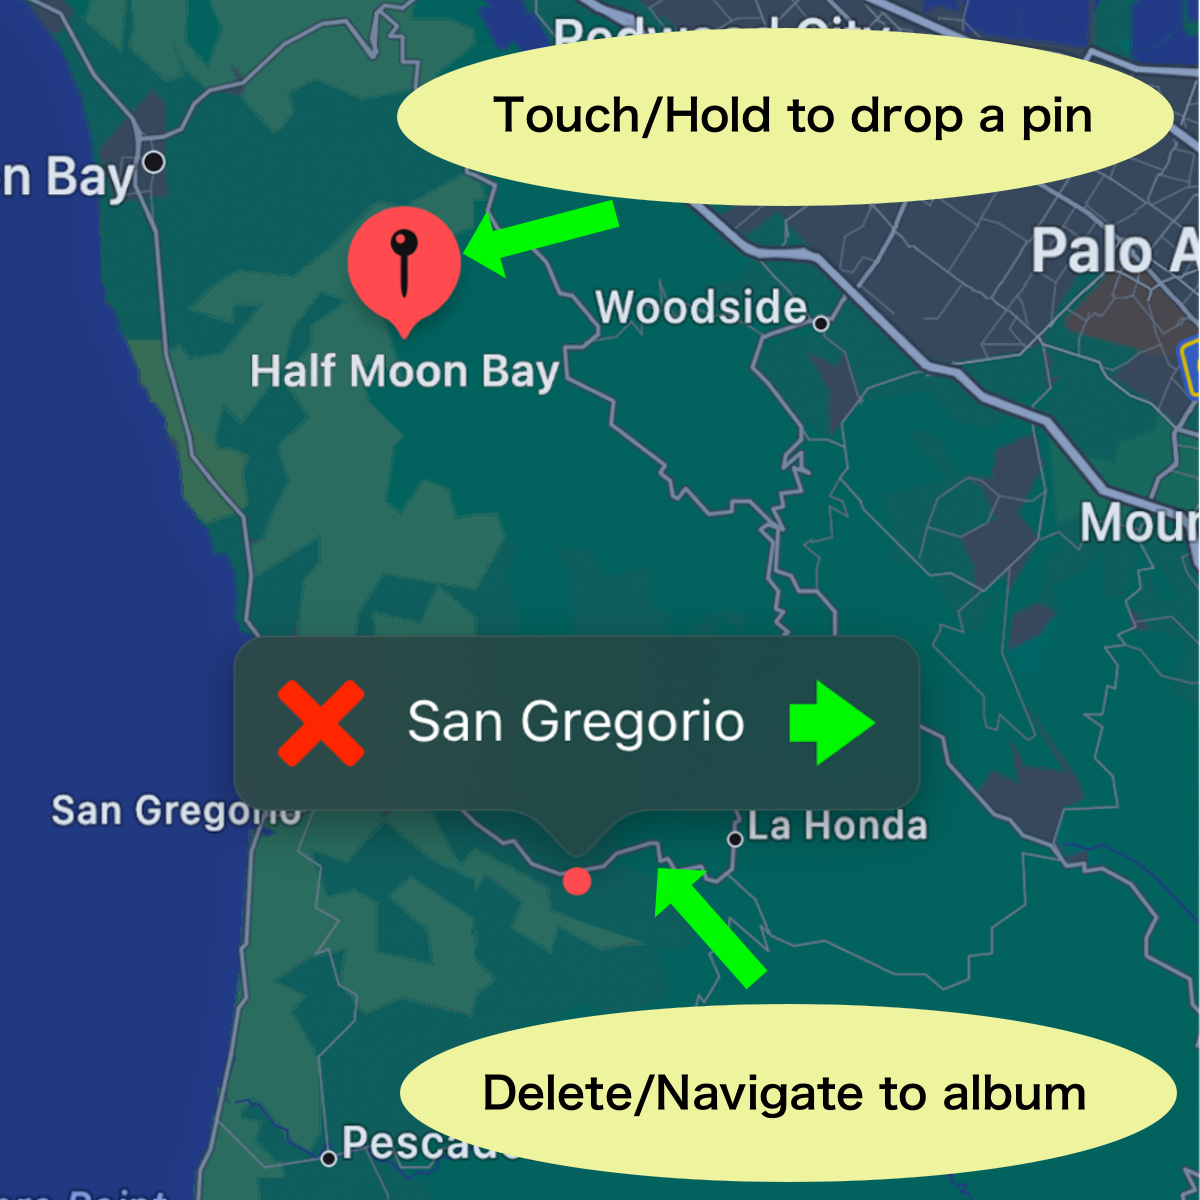 Redwood City
Touch/Hold to drop a pin
n Bay
Palo A
Woodside
Half Moon Bay
Moun
San Gregorio
San Gregorio
La Honda
Delete/Navigate to album
Pescad
Point